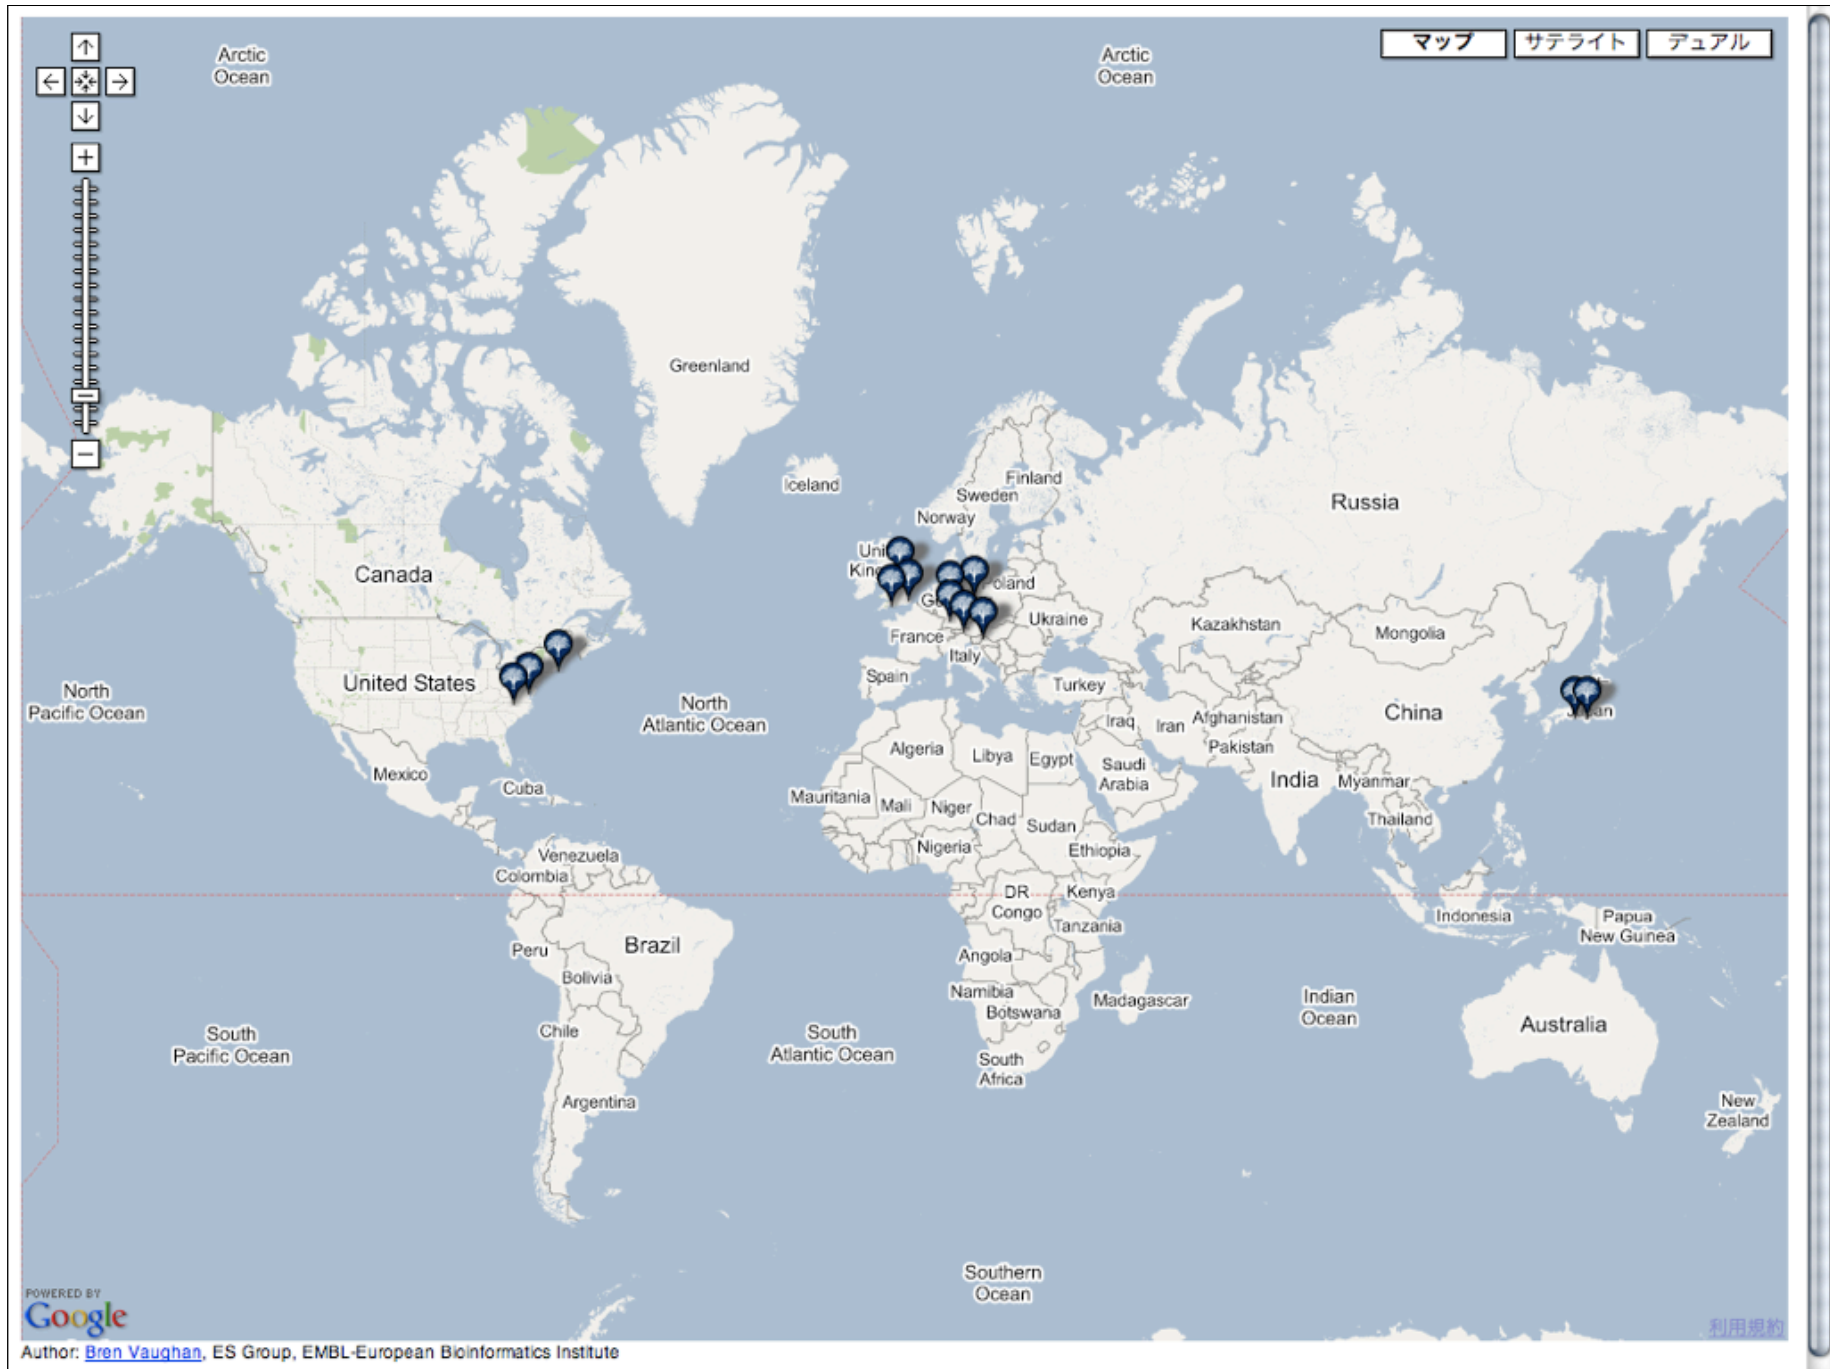 Arctic
Ocean
Arctic
Ocean
マップ
サテライト
デュアル
Greenland
Iceland
Finland
Sweden
Norway
Russia
Canada
Uni
King
Poland
Ukraine
Kazakhstan
Mongolia
France
Italy
Spain
Turkey
United States
North
Pacific Ocean
North
Atlantic Ocean
China
Japan
Iraq
Iran
Afghanistan
Pakistan
Algeria
Libya
Egypt
Saudi
Arabia
India
Myanmar
Thailand
Mexico
Cuba
Mauritania
Mali
Niger
Chad
Sudan
Nigeria
Ethiopia
Venezuela
Colombia
DR
Congo
Kenya
Tanzania
Indonesia
Papua
New Guinea
Peru
Brazil
Bolivia
Angola
Namibia
Botswana
Madagascar
Indian
Ocean
Australia
South
Pacific Ocean
Chile
South
Atlantic Ocean
South
Africa
Argentina
New
Zealand
Southern
Ocean
POWERED BY
Google
利用規約
Author: Bren Vaughan, ES Group, EMBL-European Bioinformatics Institute